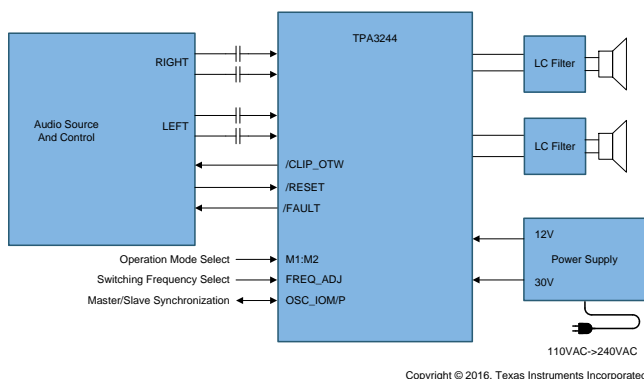 TPA3244
RIGHT
LEFT
Audio Source
And Control
/CLIP_OTW
/RESET
/FAULT
Operation Mode Select
M1:M2
Switching Frequency Select
FREQ_ADJ
Master/Slave Synchronization
OSC_IOM/P
LC Filter
LC Filter
12V
Power Supply
30V
110VAC->240VAC
Copyright © 2016, Texas Instruments Incorporated